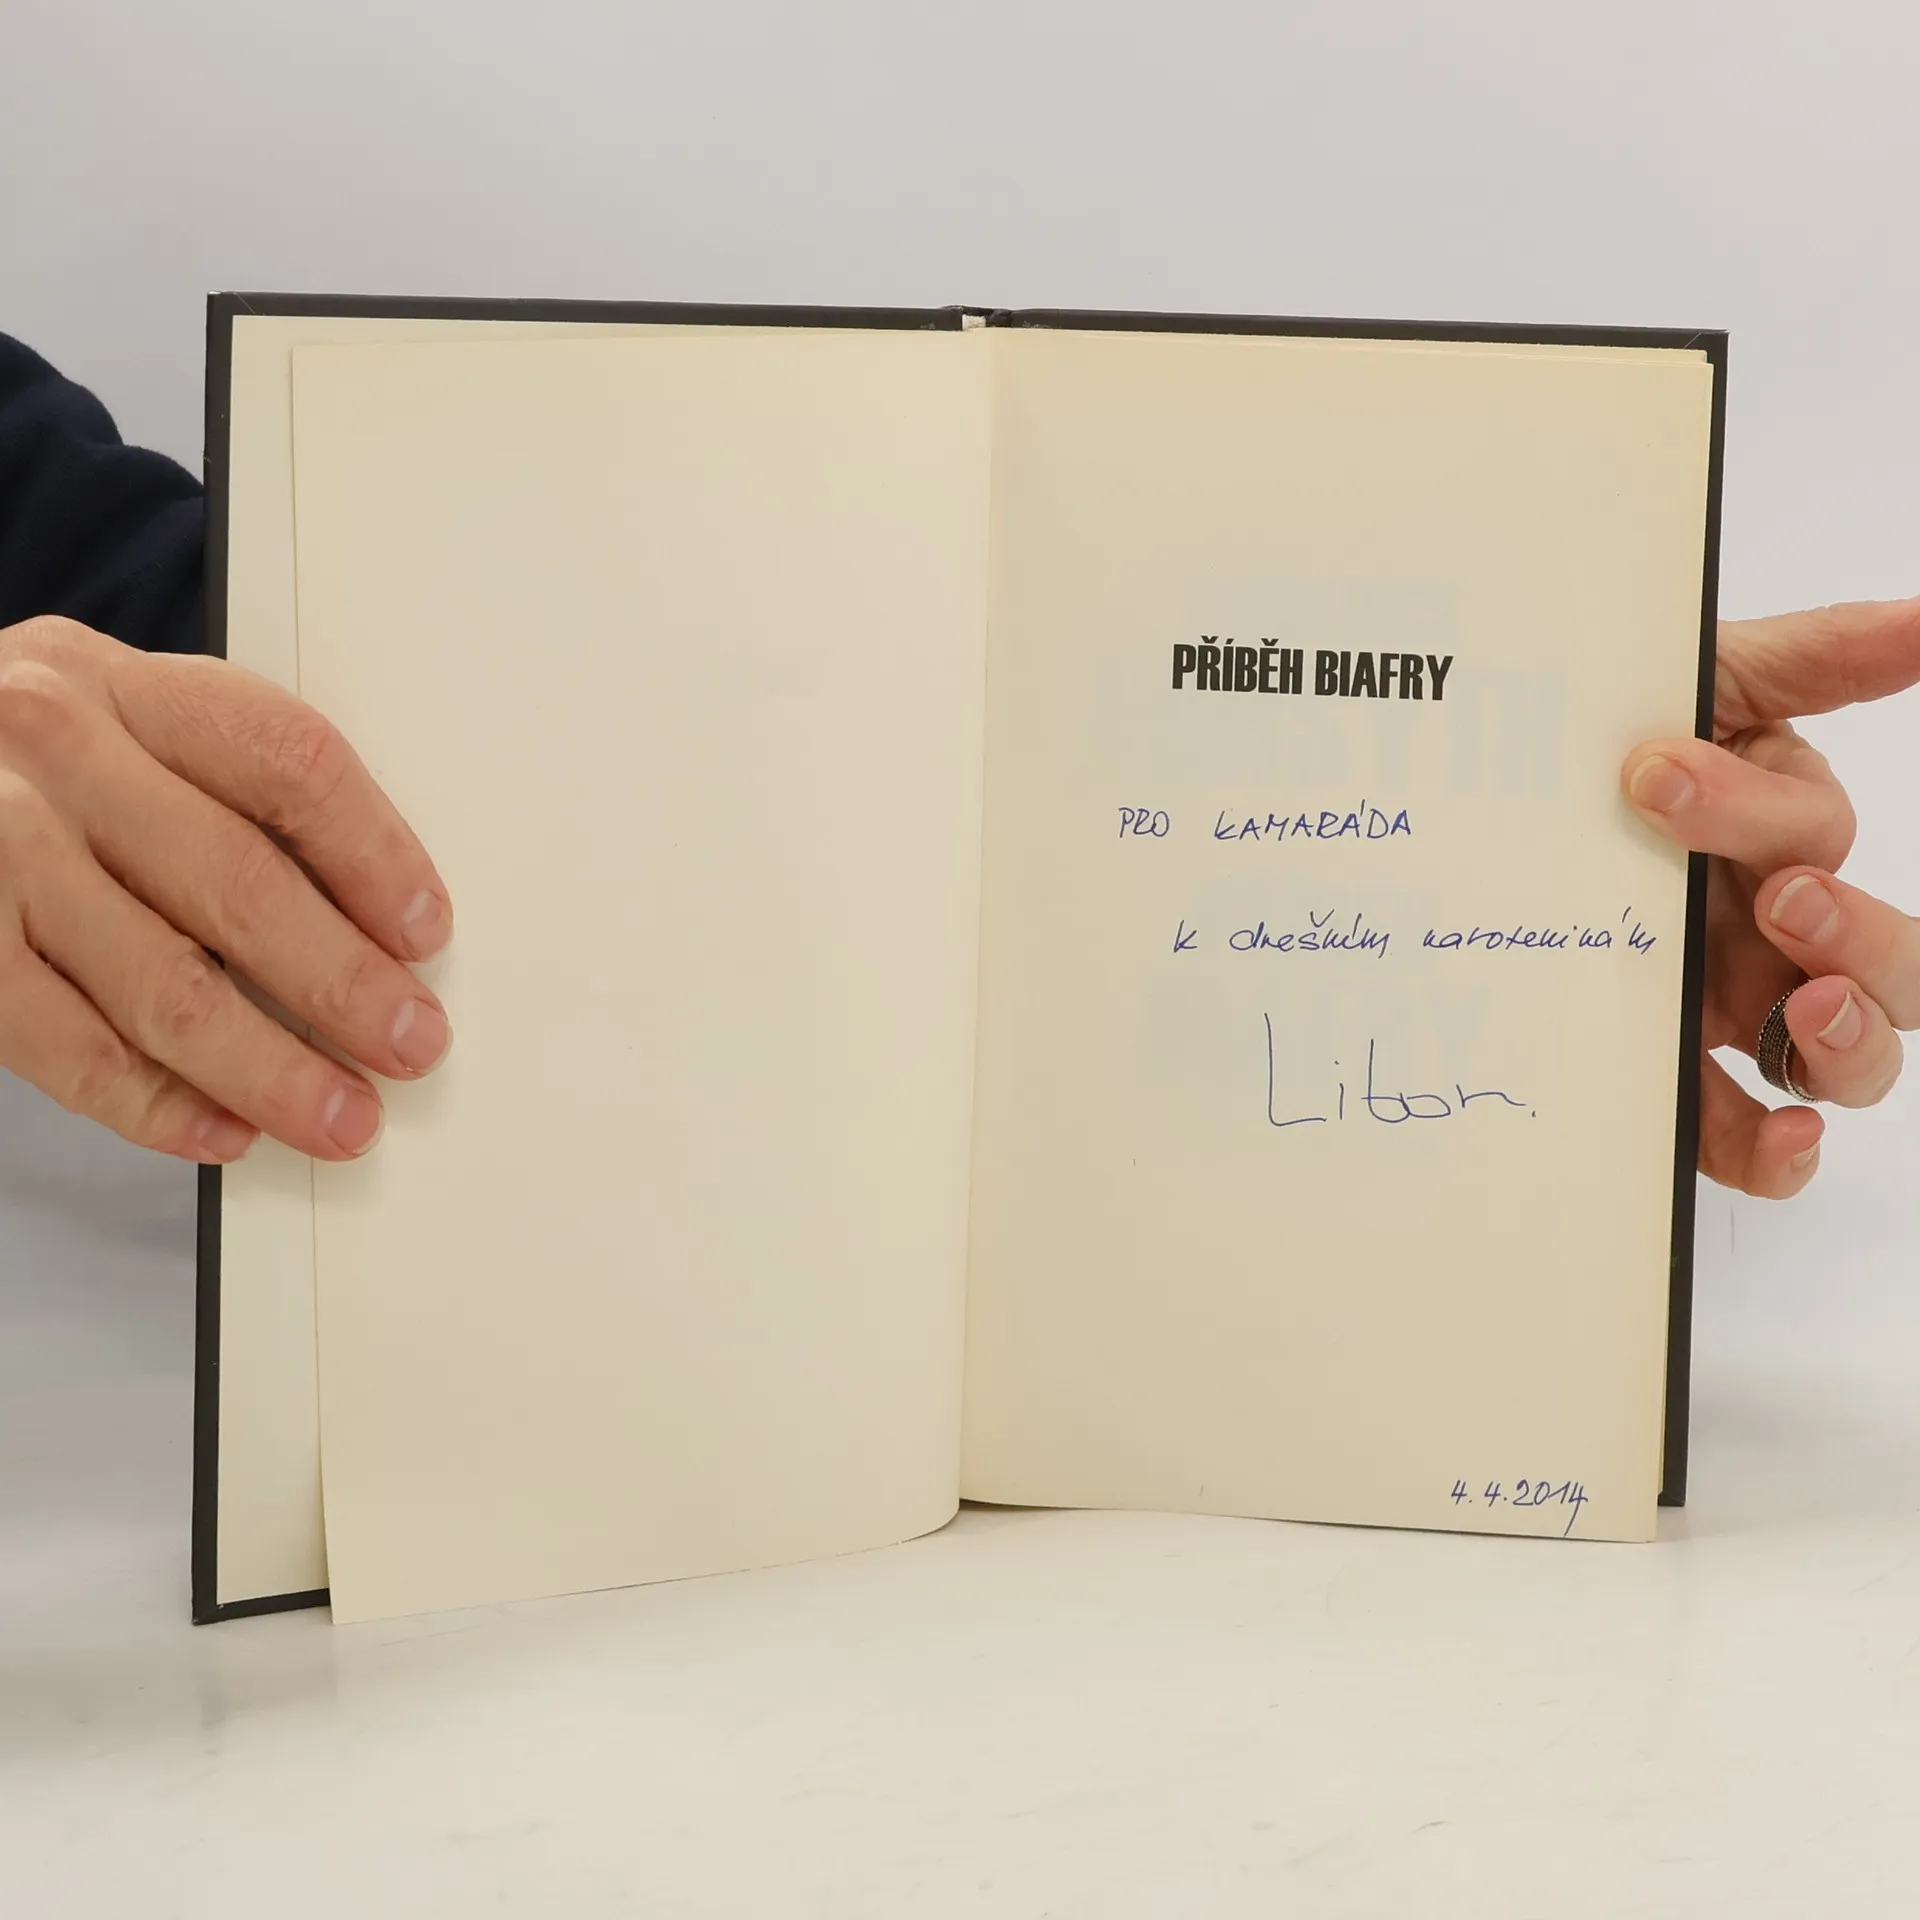 PŘÍBĚH BIAFRY
PRO KAMARÁDA
k dnešním narozeninám
Libor.
4.4.2014